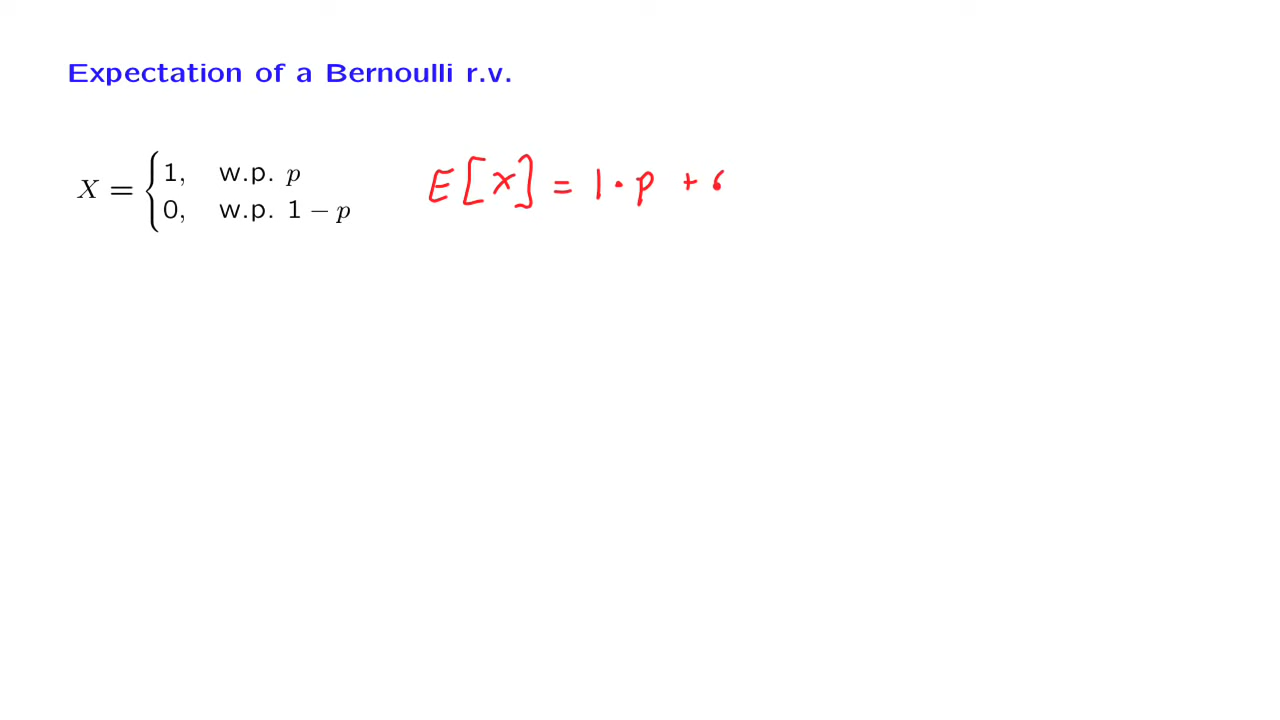 Expectation of a Bernoulli r.v.
X = { 1, w.p. p
0, w.p. 1 − p
E[X] = 1 · p +